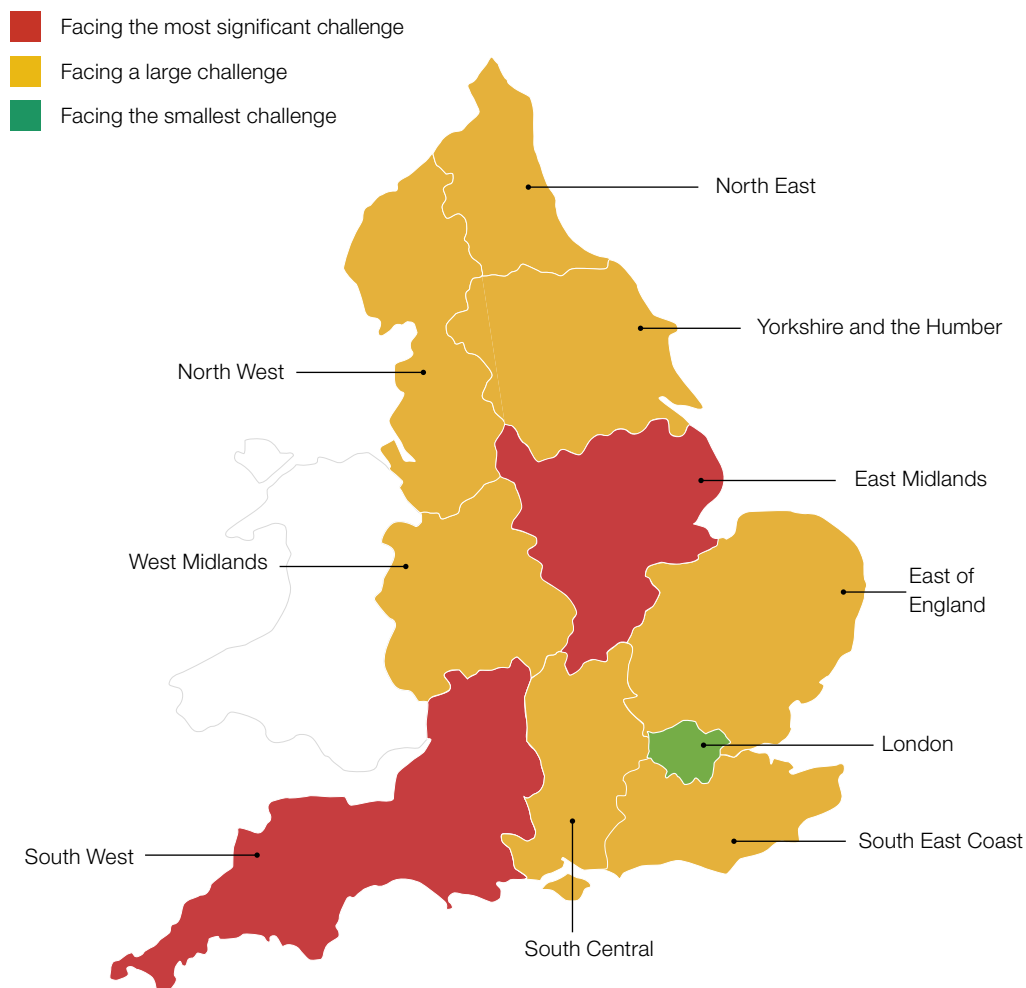 Facing the most significant challenge
Facing a large challenge
Facing the smallest challenge
North East
Yorkshire and the Humber
North West
East Midlands
West Midlands
East of
England
London
South East Coast
South West
South Central